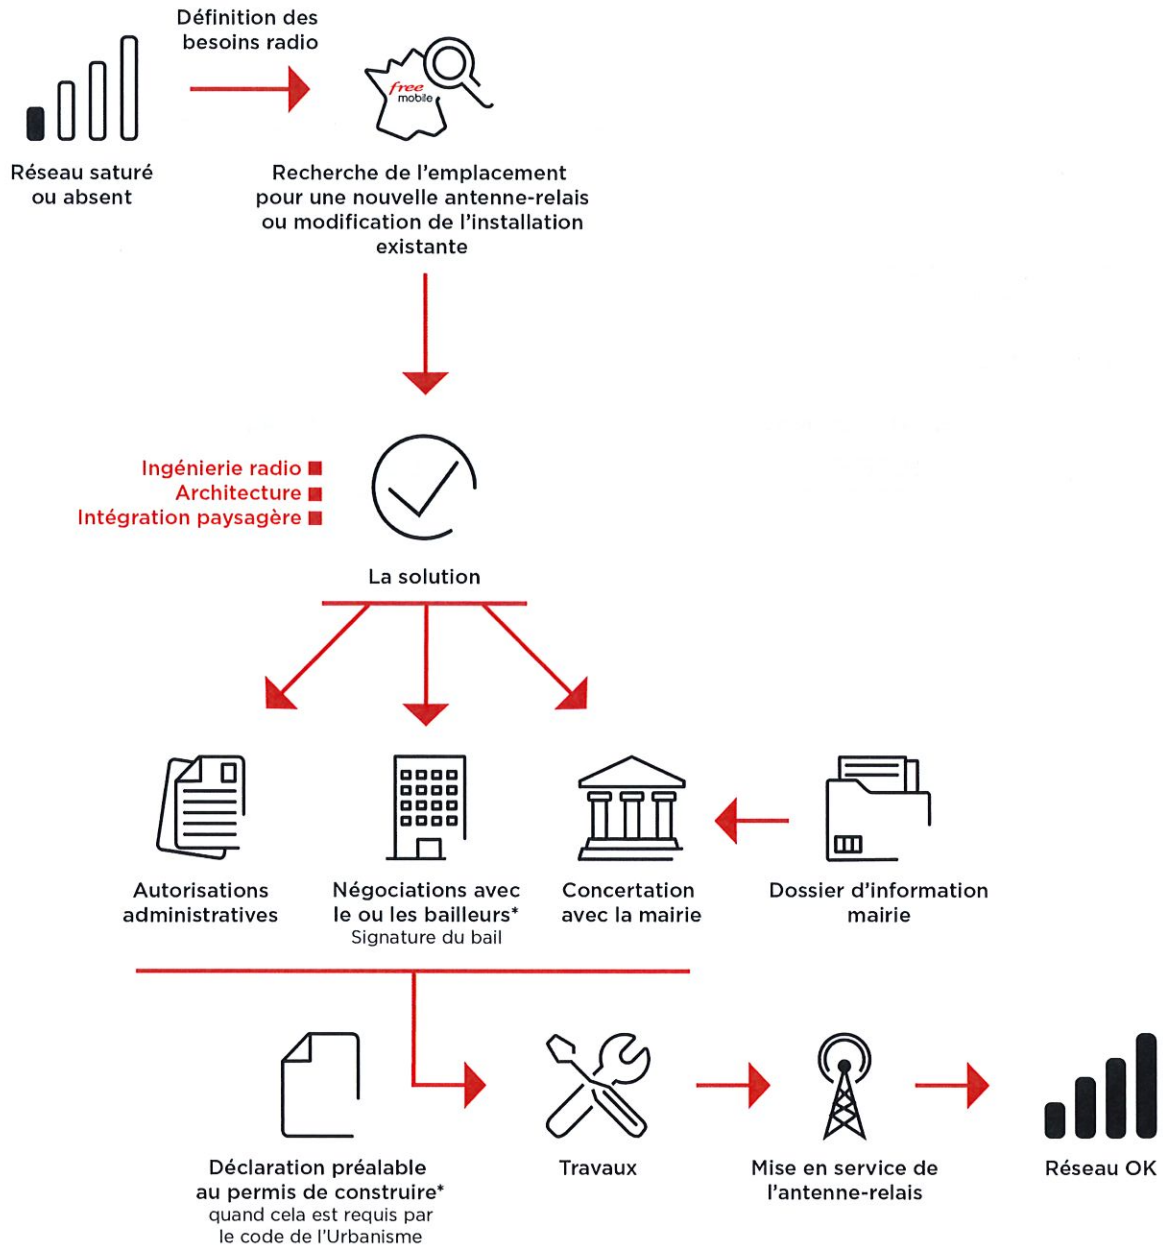 Définition des
besoins radio
free
mobile
Réseau saturé
ou absent
Recherche de l'emplacement
pour une nouvelle antenne-relais
ou modification de l'installation
existante
Ingénierie radio
Architecture
Intégration paysagère
La solution
Autorisations
administratives
Négociations avec
le ou les bailleurs*
Signature du bail
Concertation
avec la mairie
Dossier d'information
mairie
Déclaration préalable
au permis de construire*
quand cela est requis par
le code de l'Urbanisme
Travaux
Mise en service de
l'antenne-relais
Réseau OK